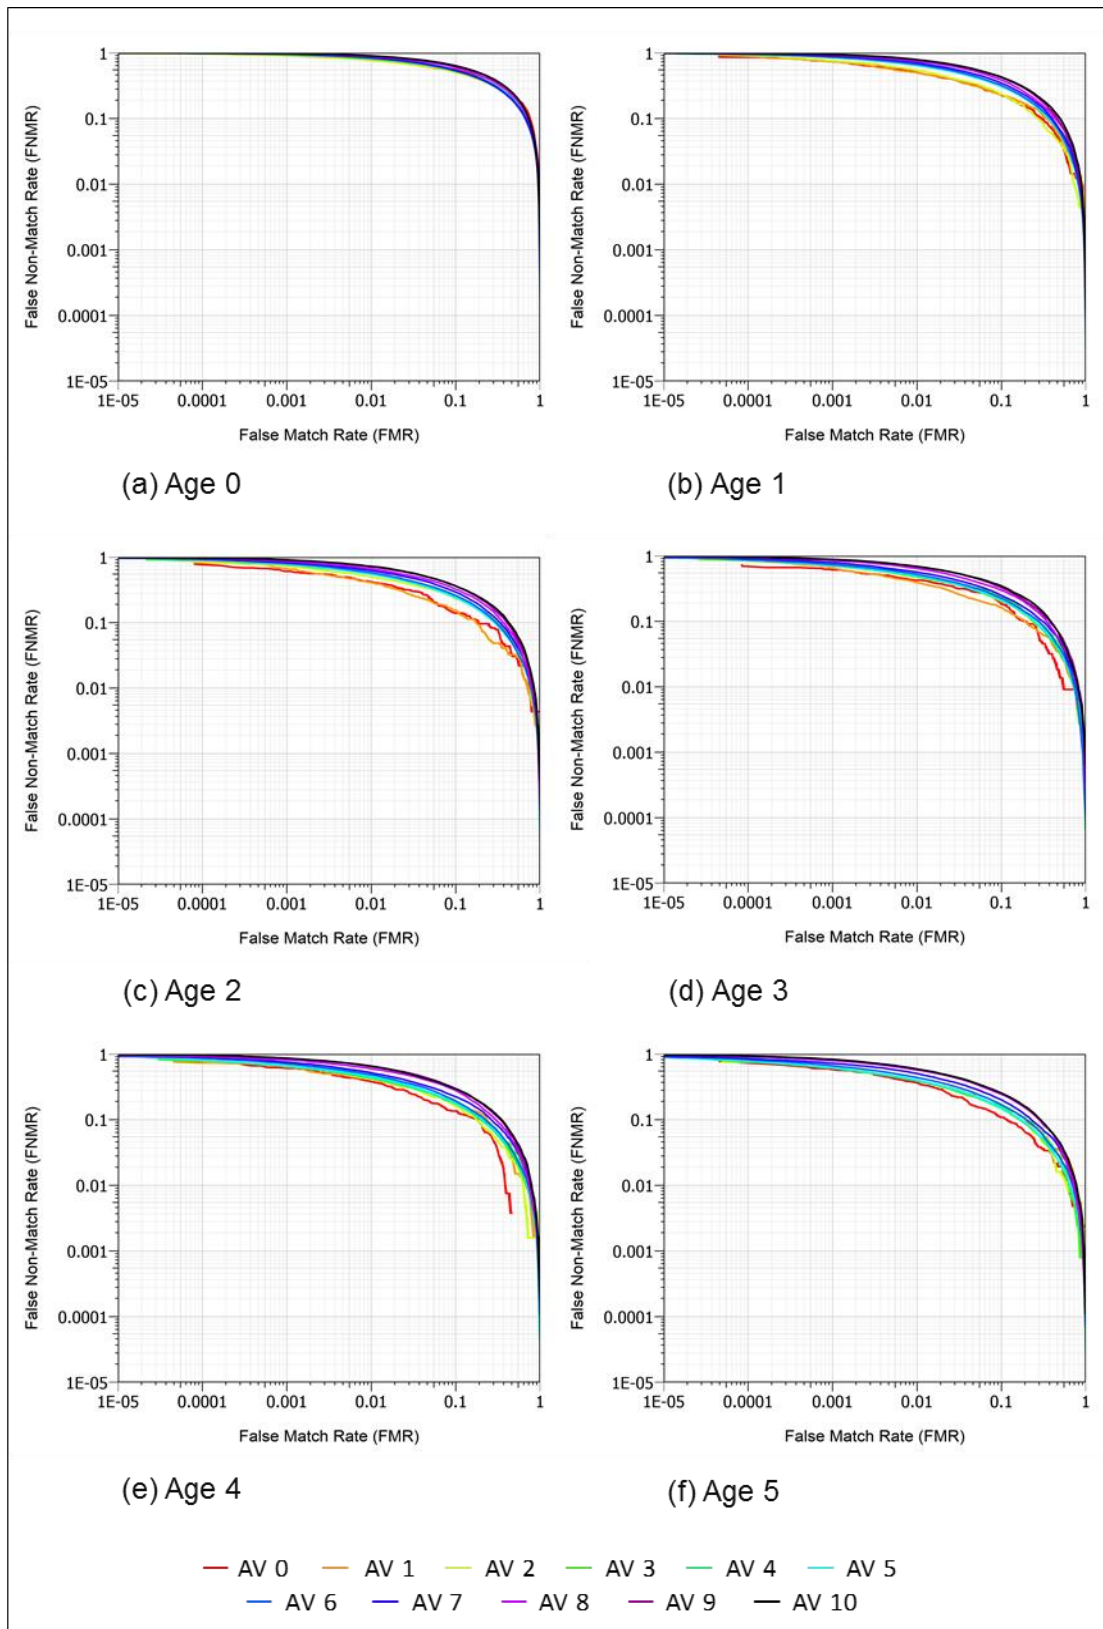 1
0.1
0.01
0.001
0.0001
1E-05
1E-05 0.0001 0.001 0.01 0.1 1
False Non-Match Rate (FNMR)
False Match Rate (FMR)
(a) Age 0
1
0.1
0.01
0.001
0.0001
1E-05
1E-05 0.0001 0.001 0.01 0.1 1
False Non-Match Rate (FNMR)
False Match Rate (FMR)
(b) Age 1
1
0.1
0.01
0.001
0.0001
1E-05
1E-05 0.0001 0.001 0.01 0.1 1
False Non-Match Rate (FNMR)
False Match Rate (FMR)
(c) Age 2
1
0.1
0.01
0.001
0.0001
1E-05
1E-05 0.0001 0.001 0.01 0.1 1
False Non-Match Rate (FNMR)
False Match Rate (FMR)
(d) Age 3
1
0.1
0.01
0.001
0.0001
1E-05
1E-05 0.0001 0.001 0.01 0.1 1
False Non-Match Rate (FNMR)
False Match Rate (FMR)
(e) Age 4
1
0.1
0.01
0.001
0.0001
1E-05
1E-05 0.0001 0.001 0.01 0.1 1
False Non-Match Rate (FNMR)
False Match Rate (FMR)
(f) Age 5
AV 0 AV 1 AV 2 AV 3 AV 4 AV 5
AV 6 AV 7 AV 8 AV 9 AV 10